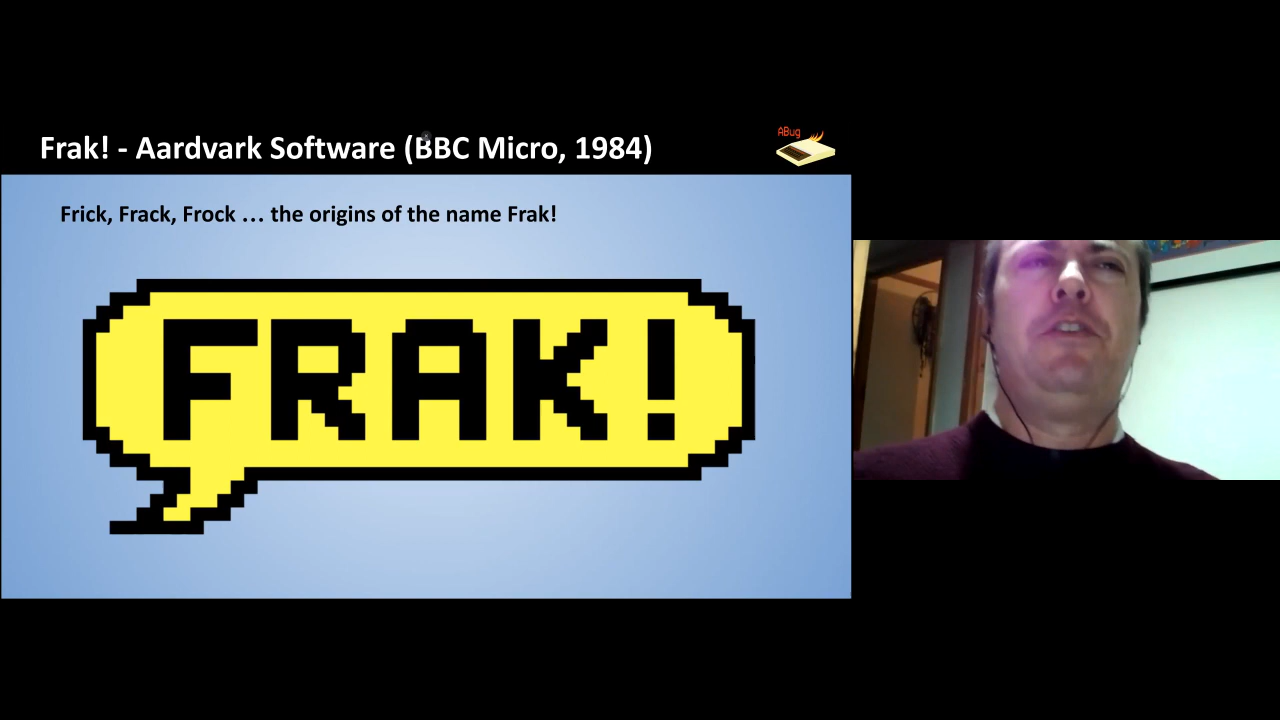 Frak! - Aardvark Software (BBC Micro, 1984)
ABug
Frick, Frack, Frock ... the origins of the name Frak!
FRAK!